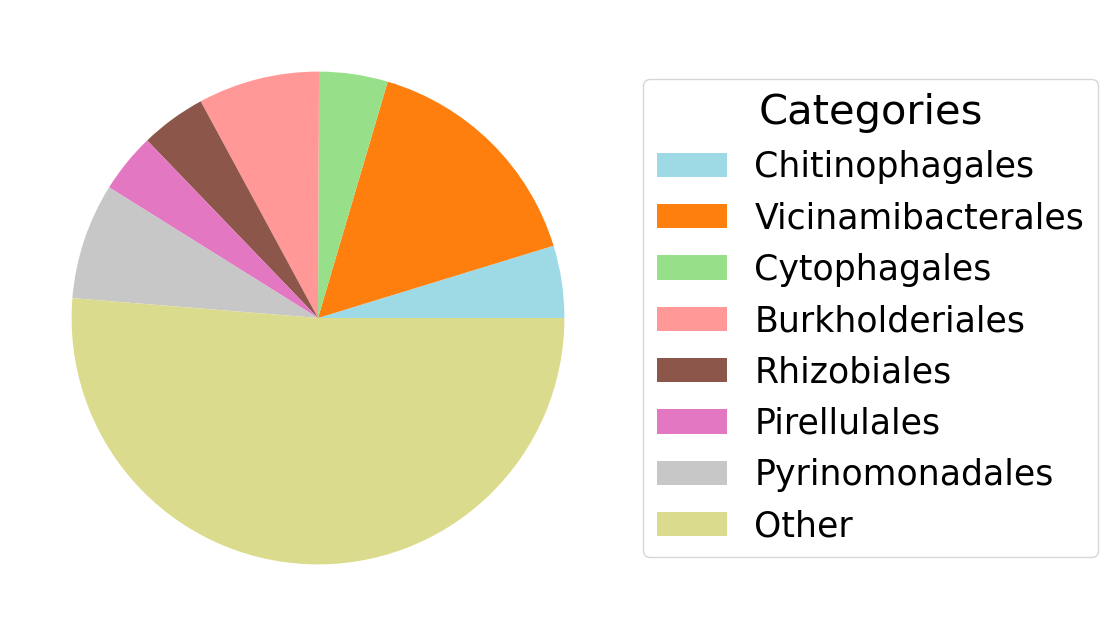 Categories
Chitinophagales
Vicinamibacterales
Cytophagales
Burkholderiales
Rhizobiales
Pirellulales
Pyrinomonadales
Other